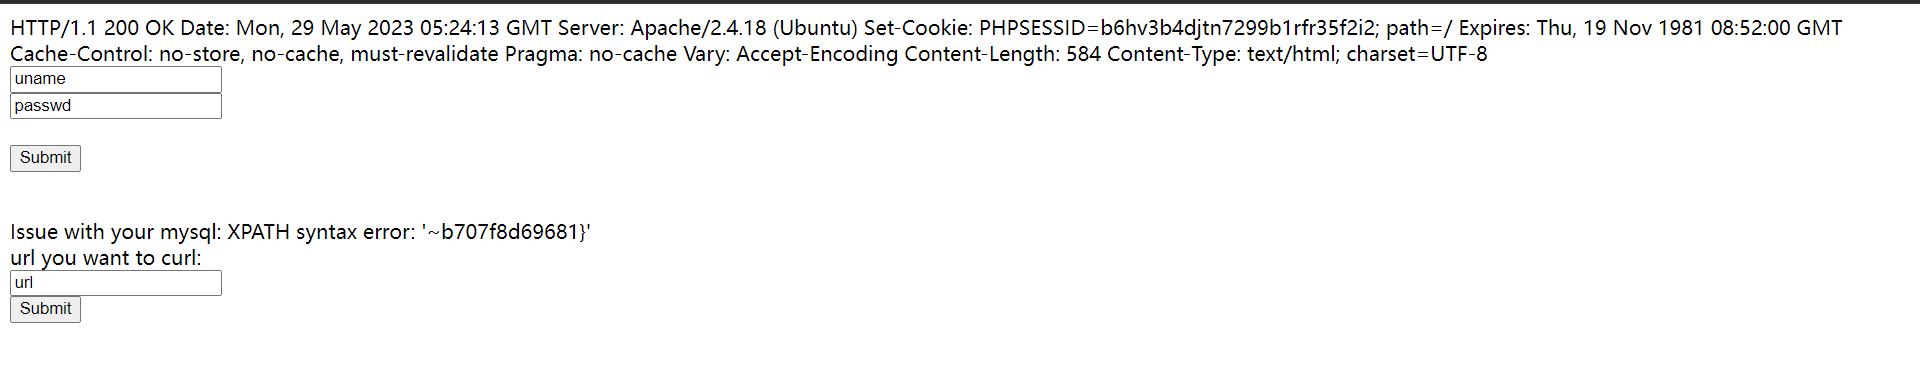 HTTP/1.1 200 OK Date: Mon, 29 May 2023 05:24:13 GMT Server: Apache/2.4.18 (Ubuntu) Set-Cookie: PHPSESSID=b6hv3b4djtn7299b1rfr35f2i2; path=/ Expires: Thu, 19 Nov 1981 08:52:00 GMT
Cache-Control: no-store, no-cache, must-revalidate Pragma: no-cache Vary: Accept-Encoding Content-Length: 584 Content-Type: text/html; charset=UTF-8
uname
passwd
Submit
Issue with your mysql: XPATH syntax error: '~b707f8d69681}'
url you want to curl:
url
Submit